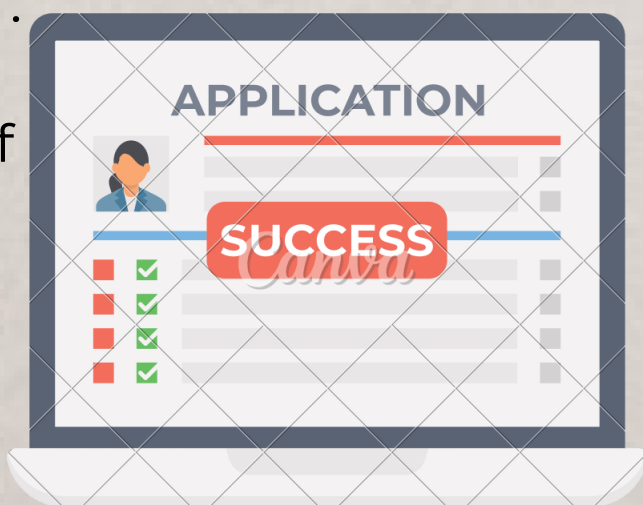 .
f
APPLICATION
SUCCESS
Canva